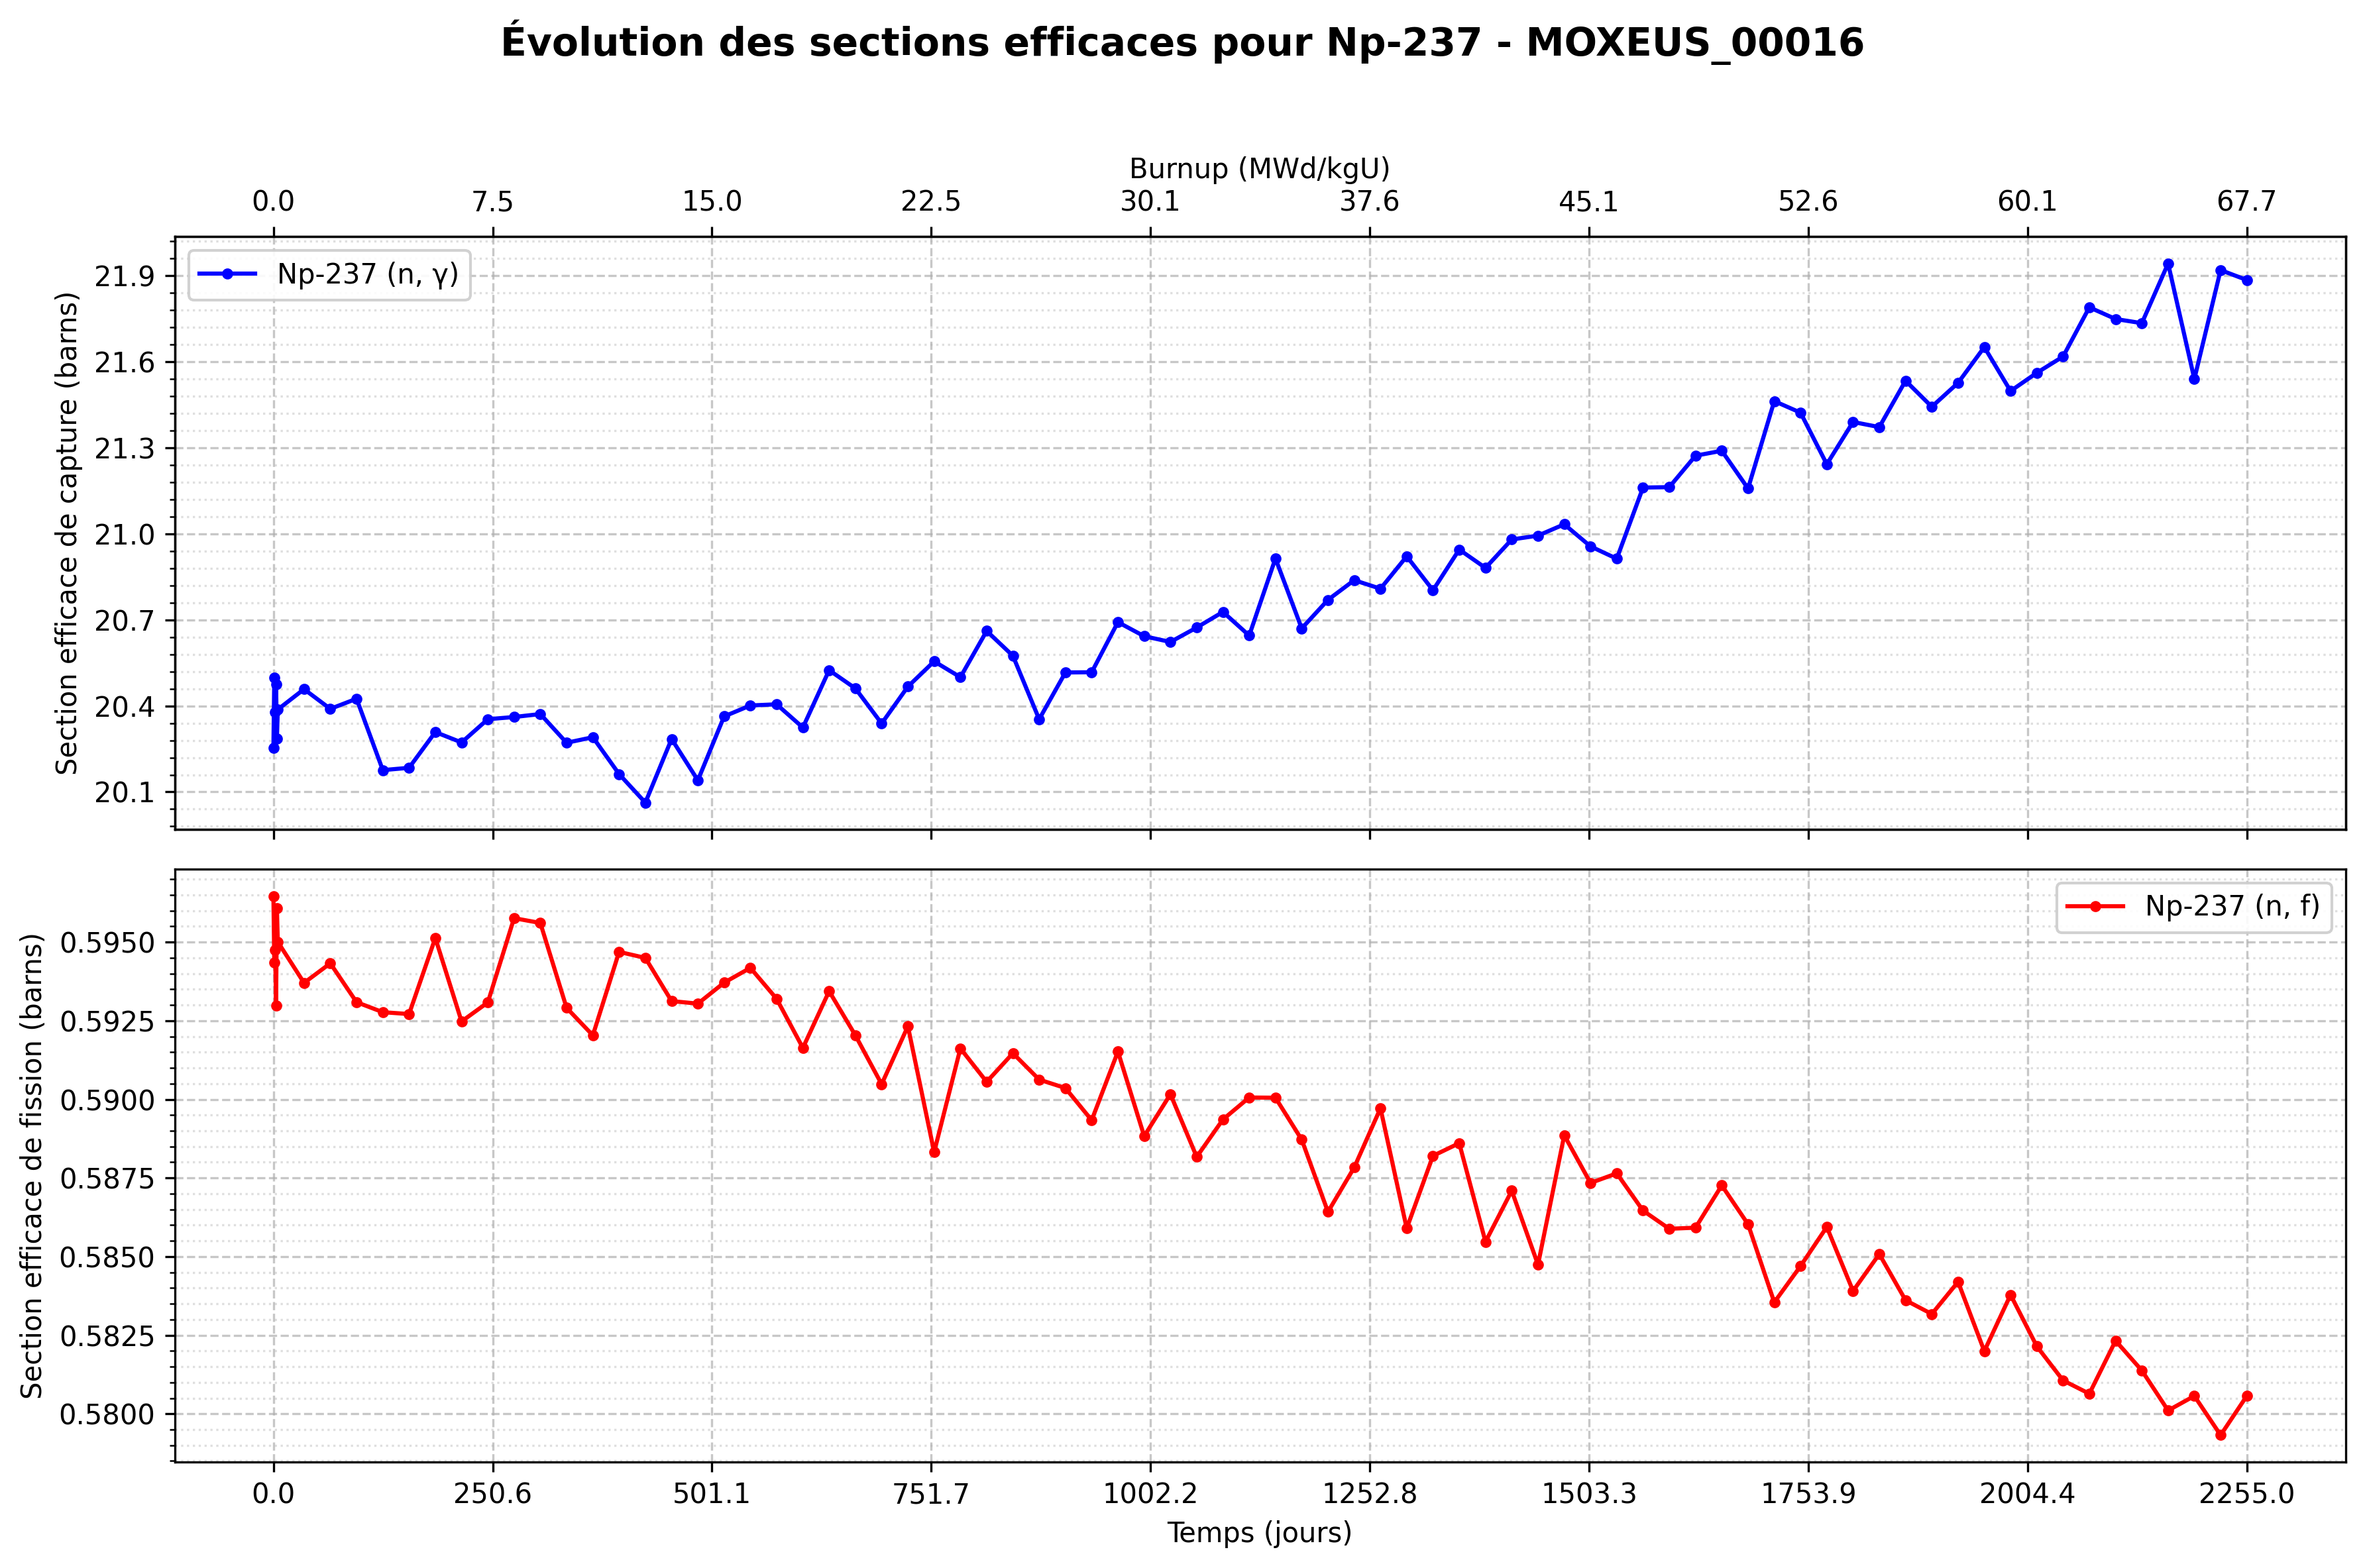 Évolution des sections efficaces pour Np-237 - MOXEUS_00016
Burnup (MWd/kgU)
0.0 7.5 15.0 22.5 30.1 37.6 45.1 52.6 60.1 67.7
Np-237 (n, γ)
Section efficace de capture (barns)
21.9
21.6
21.3
21.0
20.7
20.4
20.1
Np-237 (n, f)
Section efficace de fission (barns)
0.5950
0.5925
0.5900
0.5875
0.5850
0.5825
0.5800
0.0 250.6 501.1 751.7 1002.2 1252.8 1503.3 1753.9 2004.4 2255.0
Temps (jours)